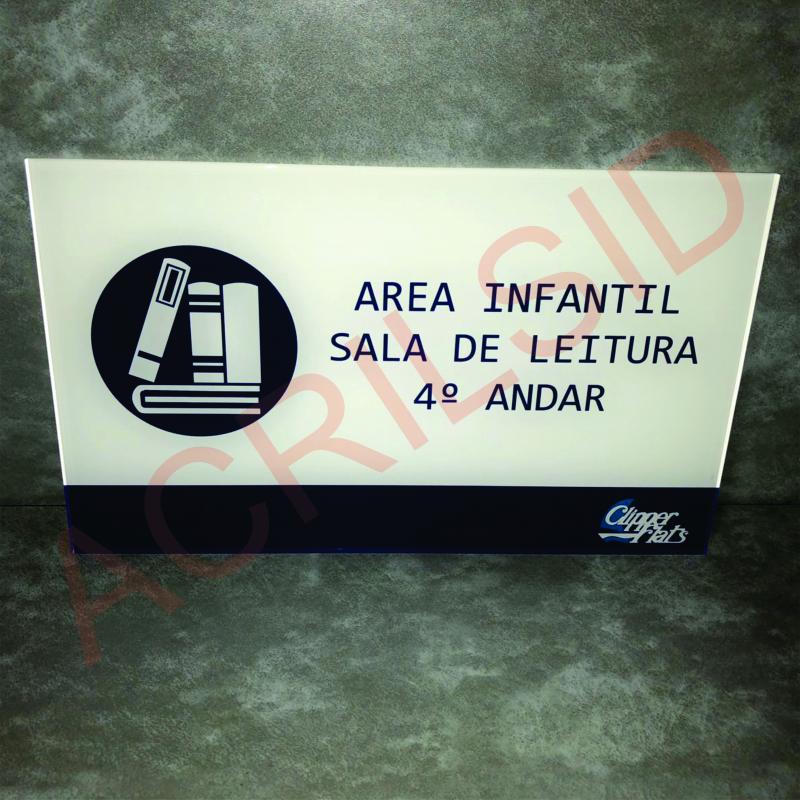 AREA INFANTIL
SALA DE LEITURA
4º ANDAR
Clipper
Flat's
ACRILSID